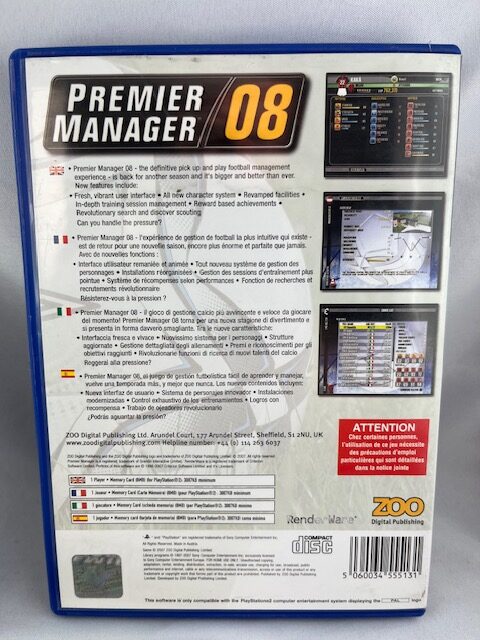 PREMIER
MANAGER 08
• Premier Manager 08 - the definitive pick up and play football management
experience - is back for another season and it's bigger and better than ever.
New features include:
• Fresh, vibrant user interface • All new character system • Revamped facilities •
In-depth training session management • Reward based achievements •
Revolutionary search and discover scouting
Can you handle the pressure?
• Premier Manager 08 - l'expérience de gestion de football la plus intuitive qui existe -
est de retour pour une nouvelle saison, encore plus énorme et parfaite que jamais.
Avec de nouvelles fonctions :
• Interface utilisateur remaniée et animée • Tout nouveau système de gestion des
personnages • Installations réorganisées • Gestion des sessions d'entraînement plus
pointue • Système de récompenses selon performances • Fonction de recherches et
recrutements révolutionnaire
Résisterez-vous à la pression ?
• Premier Manager 08 - il gioco di gestione calcio più avvincente e veloce da giocare
del momento! Premier Manager 08 torna per una nuova stagione di divertimento e
si presenta in forma davvero smagliante. Tra le nuove caratteristiche:
• Interfaccia fresca e vivace • Nuovissimo sistema per i personaggi • Strutture
aggiornate • Gestione dettagliata degli allenamenti • Premi e riconoscimenti per gli
obiettivi raggiunti • Rivoluzionarie funzioni di ricerca di nuovi talenti del calcio
Reggerai alla pressione?
• Premier Manager 08, el juego de gestión futbolística fácil de aprender y manejar,
vuelve una temporada más, y mejor que nunca. Los nuevos contenidos incluyen:
• Nueva interfaz de usuario • Sistema de personajes innovador • Instalaciones
modernizadas • Control exhaustivo de los entrenamientos • Logros con
recompensa • Trabajo de ojeadores revolucionario
¿Podrás aguantar la presión?
ZOO Digital Publishing Ltd. Arundel Court, 177 Arundel Street, Sheffield, S1 2NU, UK
www.zoodigitalpublishing.com Helpline number: +44 (0) 114 263 6037
ATTENTION
Chez certaines personnes,
l'utilisation de ce jeu nécessite
des précautions d'emploi
particulières qui sont détaillées
dans la notice jointe
1 Player • Memory Card (8MB) (for PlayStation®2): 3087KB minimum
1 Joueur • Memory Card (Carte Mémoire) (8MB) (pour PlayStation®2): 3087KB minimum
1 giocatore • Memory Card (scheda memoria) (8MB) (per PlayStation®2): 3087KB minimo
1 jugador • Memory card (tarjeta de memoria) (8MB) (para PlayStation®2): 3087KB como mínimo
RenderWare
ZOO
Digital Publishing
COMPACT
disc
5 060034 555131
This software is only compatible with the PlayStation2 computer entertainment system displaying the PAL logo